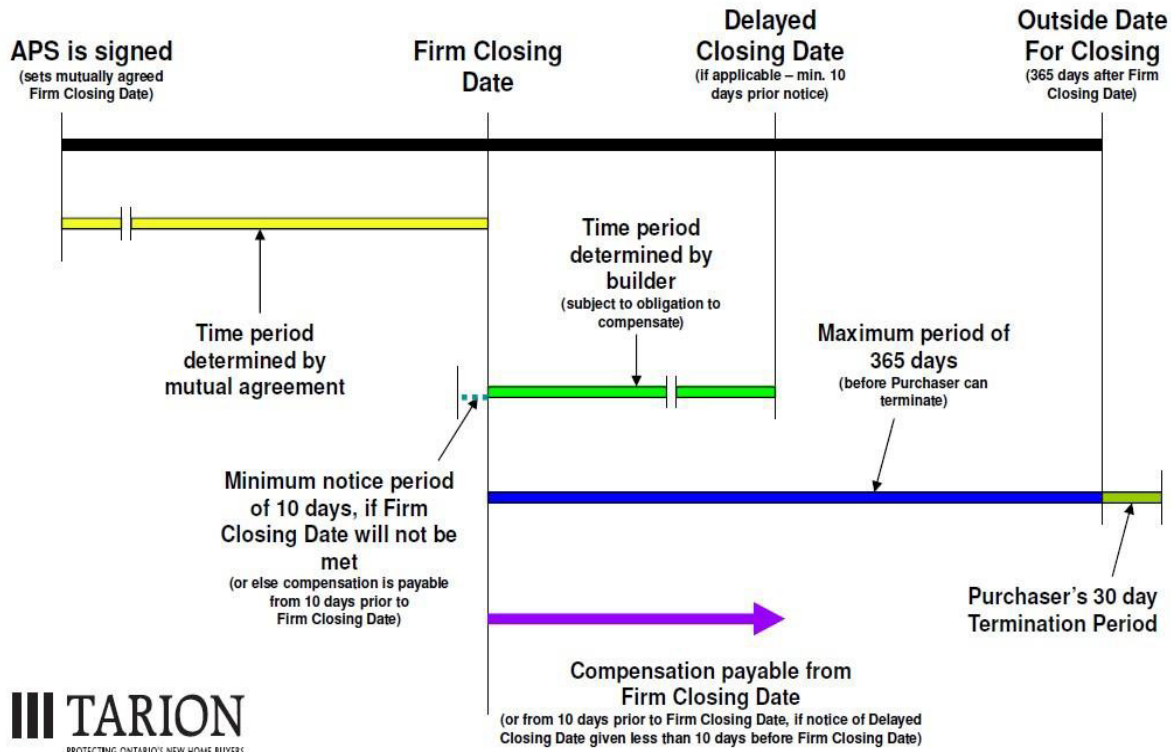 APS is signed
(sets mutually agreed
Firm Closing Date)
Firm Closing
Date
Delayed
Closing Date
(if applicable – min. 10
days prior notice)
Outside Date
For Closing
(365 days after Firm
Closing Date)
Time period
determined by
mutual agreement
Time period
determined by
builder
(subject to obligation to
compensate)
Maximum period of
365 days
(before Purchaser can
terminate)
Minimum notice period
of 10 days, if Firm
Closing Date will not be
met
(or else compensation is payable
from 10 days prior to
Firm Closing Date)
Purchaser's 30 day
Termination Period
Compensation payable from
Firm Closing Date
(or from 10 days prior to Firm Closing Date, if notice of Delayed
Closing Date given less than 10 days before Firm Closing Date)
TARION
PROTECTING ONTARIO'S NEW HOME BUYERS